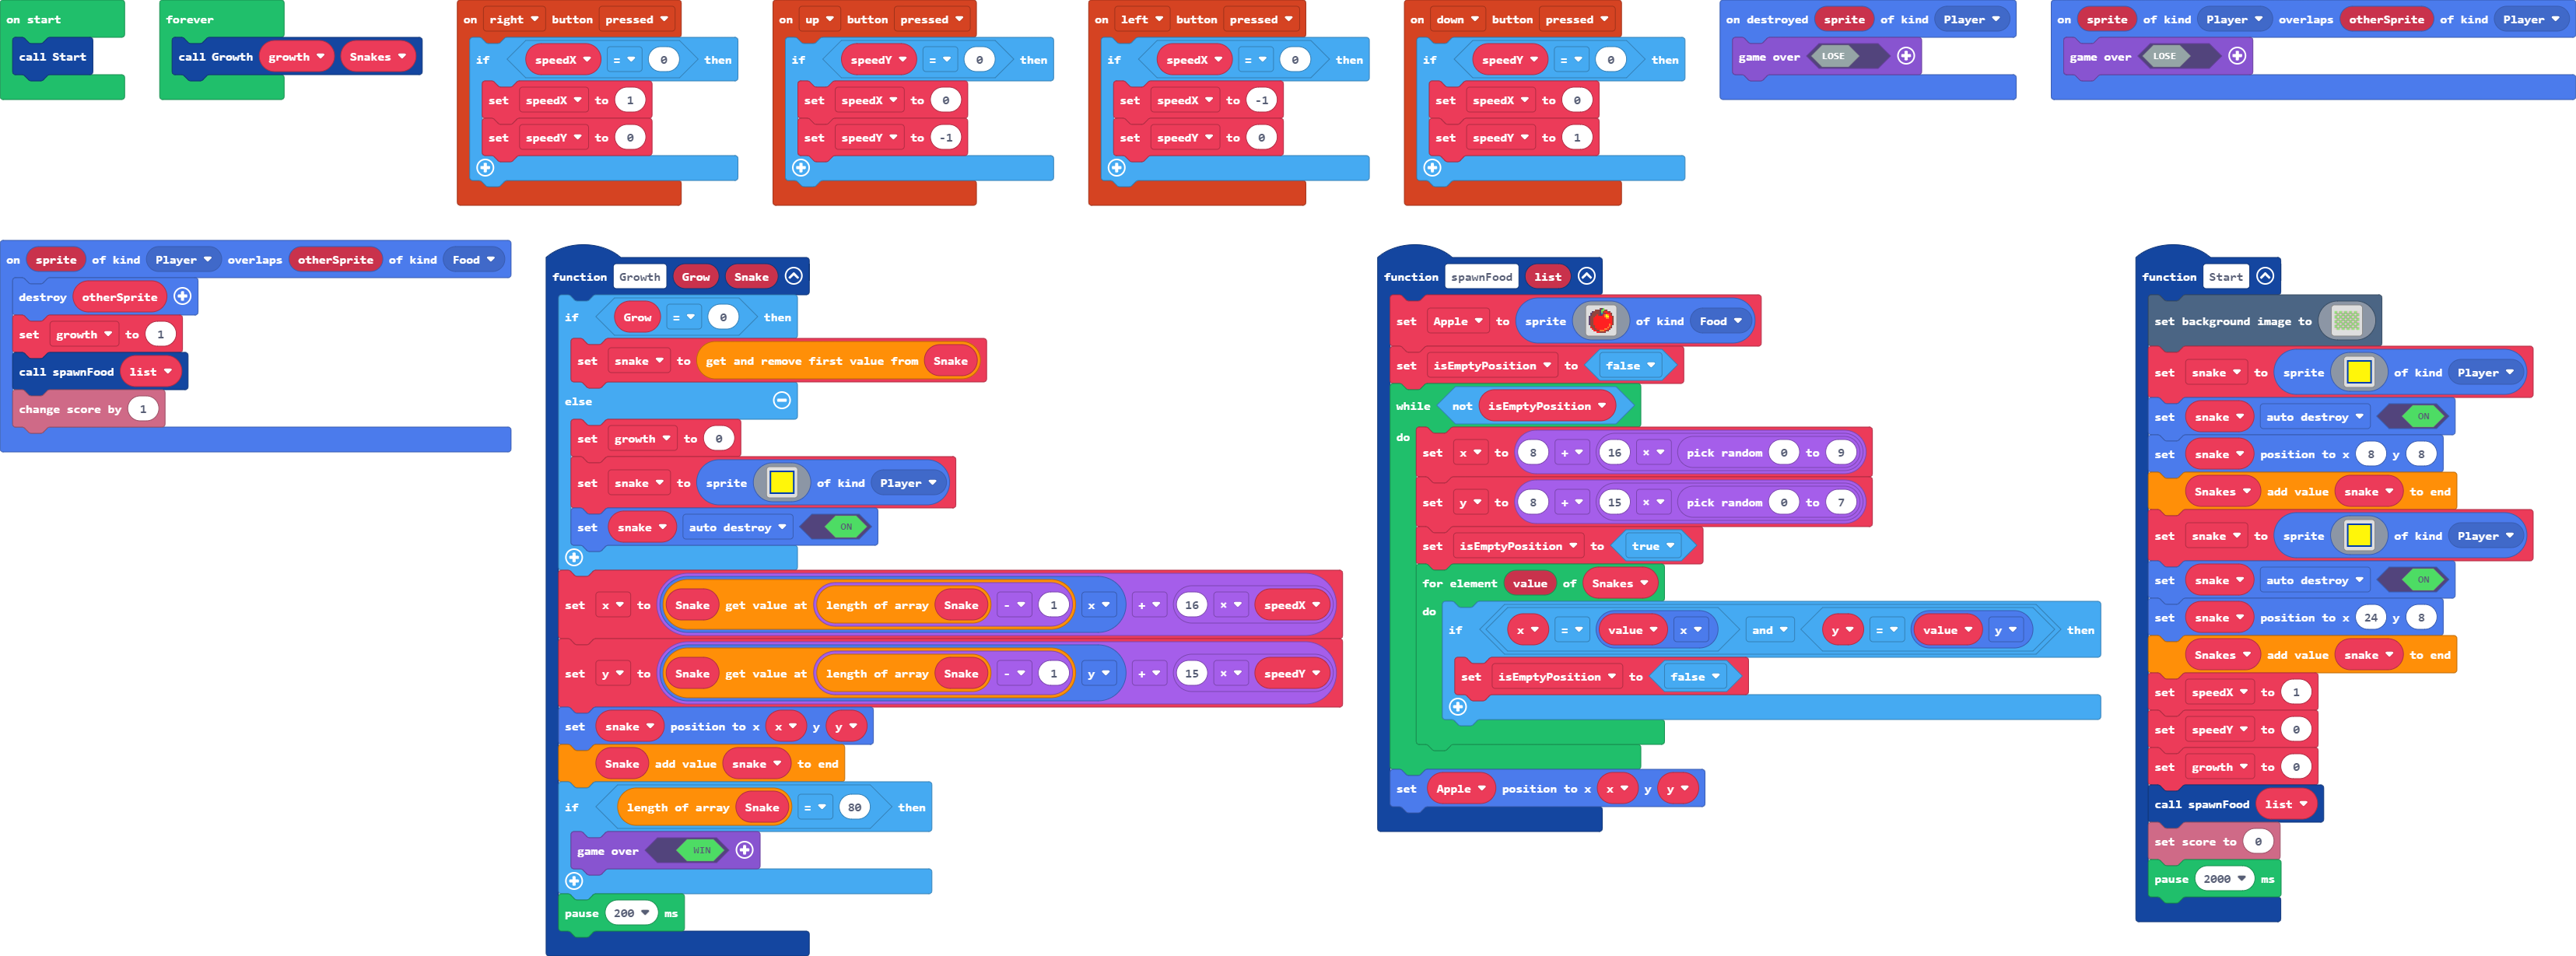 on start
call Start
forever
call Growth growth Snakes
on right button pressed
if speedX = 0 then
set speedX to 1
set speedY to 0
on up button pressed
if speedY = 0 then
set speedX to 0
set speedY to -1
on left button pressed
if speedX = 0 then
set speedX to -1
set speedY to 0
on down button pressed
if speedY = 0 then
set speedX to 0
set speedY to 1
on destroyed sprite of kind Player
game over LOSE
on sprite of kind Player overlaps otherSprite of kind Player
game over LOSE
on sprite of kind Player overlaps otherSprite of kind Food
destroy otherSprite
set growth to 1
call spawnFood list
change score by 1
function Growth Grow Snake
if Grow = 0 then
set snake to get and remove first value from Snake
else
set growth to 0
set snake to sprite of kind Player
set snake auto destroy ON
set x to Snake get value at length of array Snake - 1 x + 16 × speedX
set y to Snake get value at length of array Snake - 1 y + 15 × speedY
set snake position to x x y y
Snake add value snake to end
if length of array Snake = 80 then
game over WIN
pause 200 ms
function spawnFood list
set Apple to sprite of kind Food
set isEmptyPosition to false
while not isEmptyPosition
do
set x to 8 + 16 × pick random 0 to 9
set y to 8 + 15 × pick random 0 to 7
set isEmptyPosition to true
for element value of Snakes
do
if x = value x and y = value y then
set isEmptyPosition to false
set Apple position to x x y y
function Start
set background image to
set snake to sprite of kind Player
set snake auto destroy ON
set snake position to x 8 y 8
Snakes add value snake to end
set snake to sprite of kind Player
set snake auto destroy ON
set snake position to x 24 y 8
Snakes add value snake to end
set speedX to 1
set speedY to 0
set growth to 0
call spawnFood list
set score to 0
pause 2000 ms